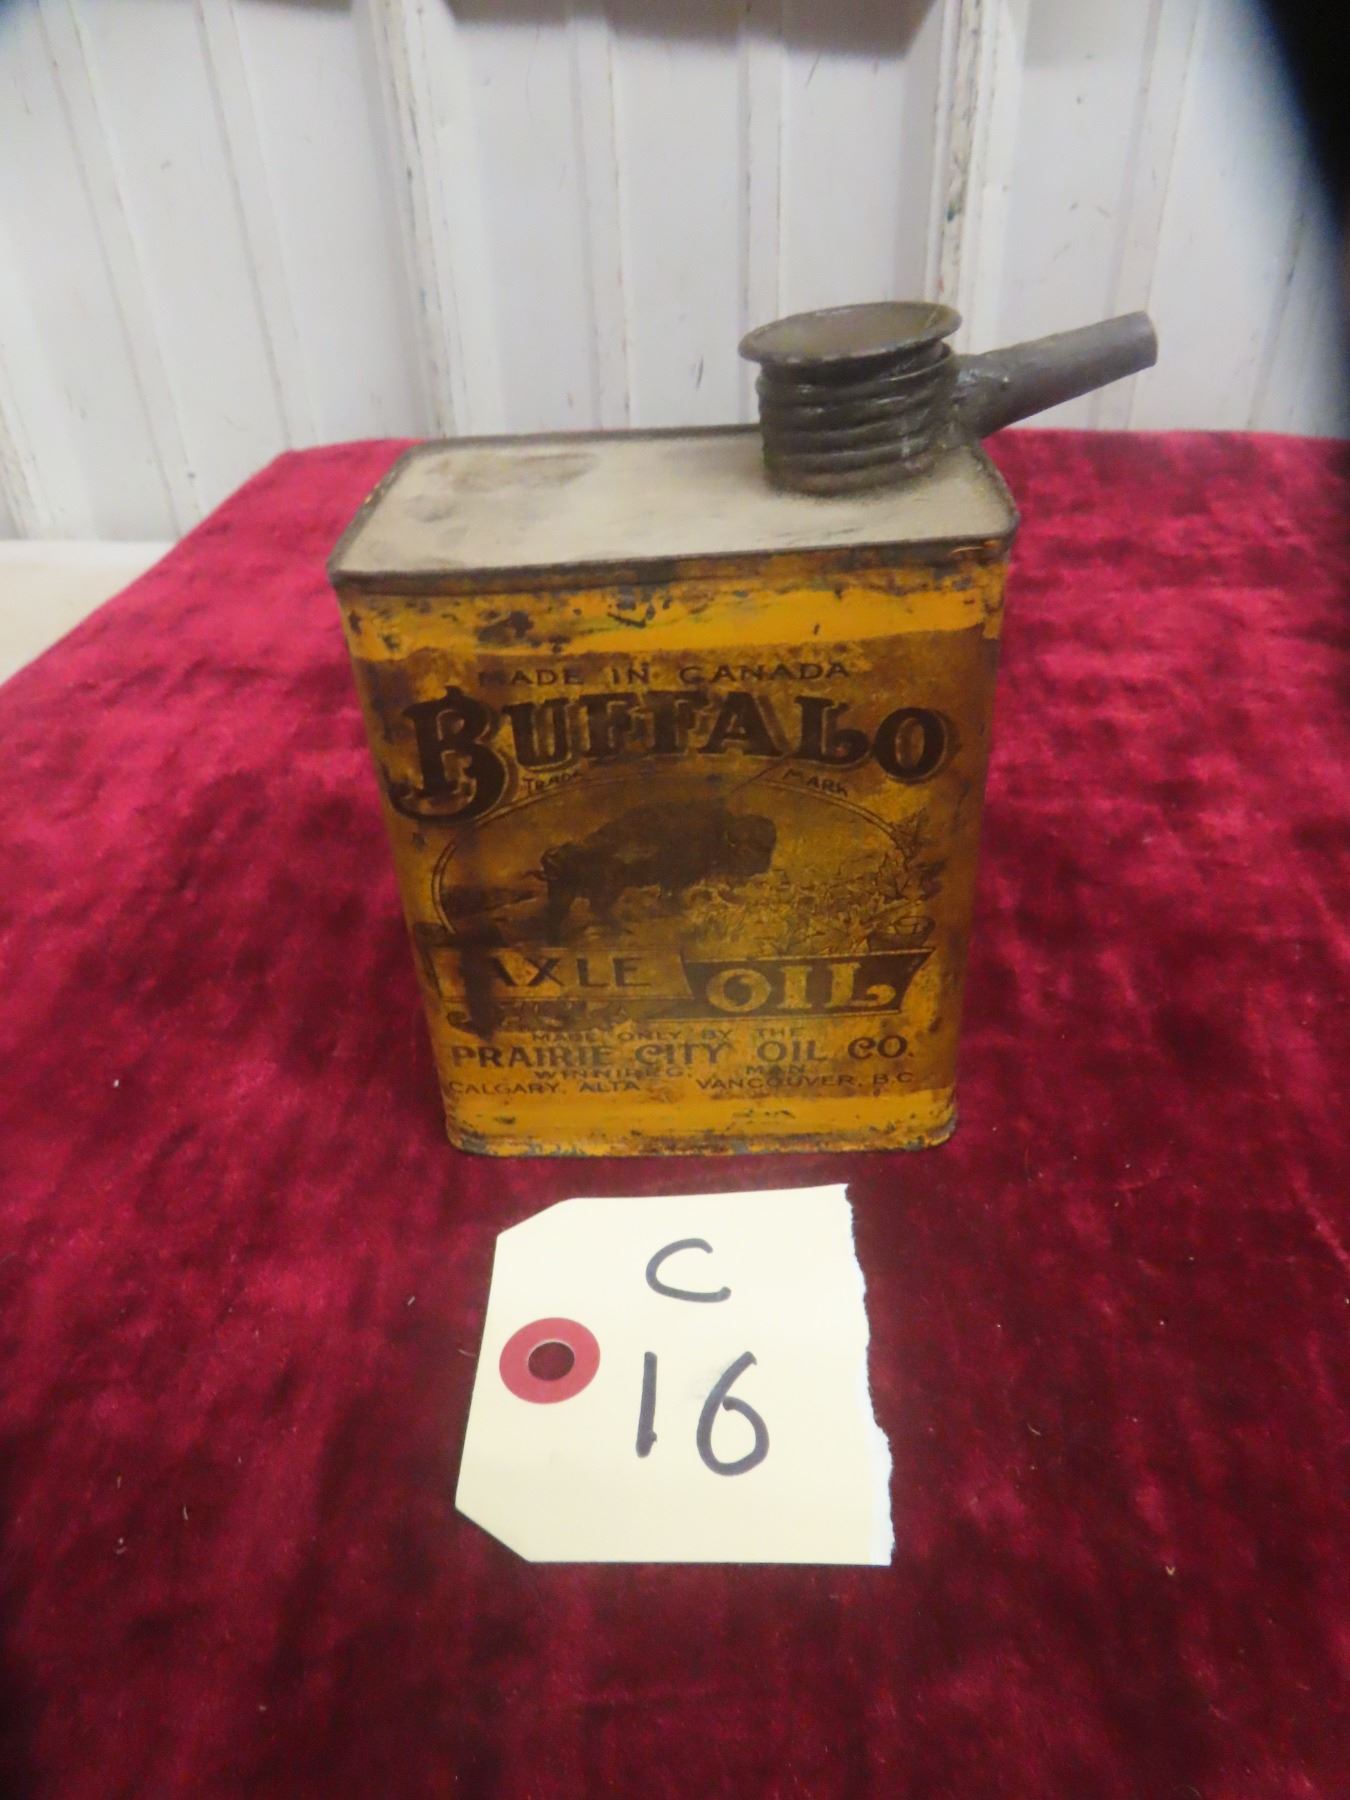 MADE IN CANADA
BUFFALO
TRADE MARK
AXLE OIL
MADE ONLY BY THE
PRAIRIE CITY OIL CO.
WINNIPEG, MAN.
CALGARY, ALTA. VANCOUVER, B.C.
C
16